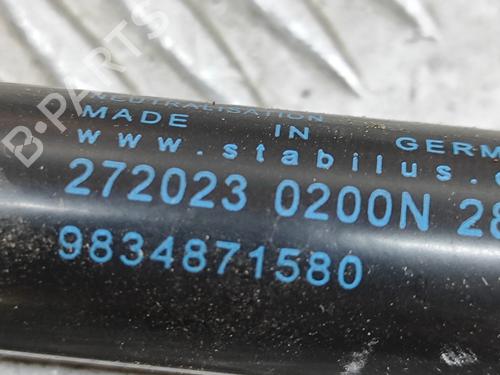 NEUTRALISATION
MADE IN GERM
www.stabilus.
272023 0200N 28
9834871580
B-PARTS